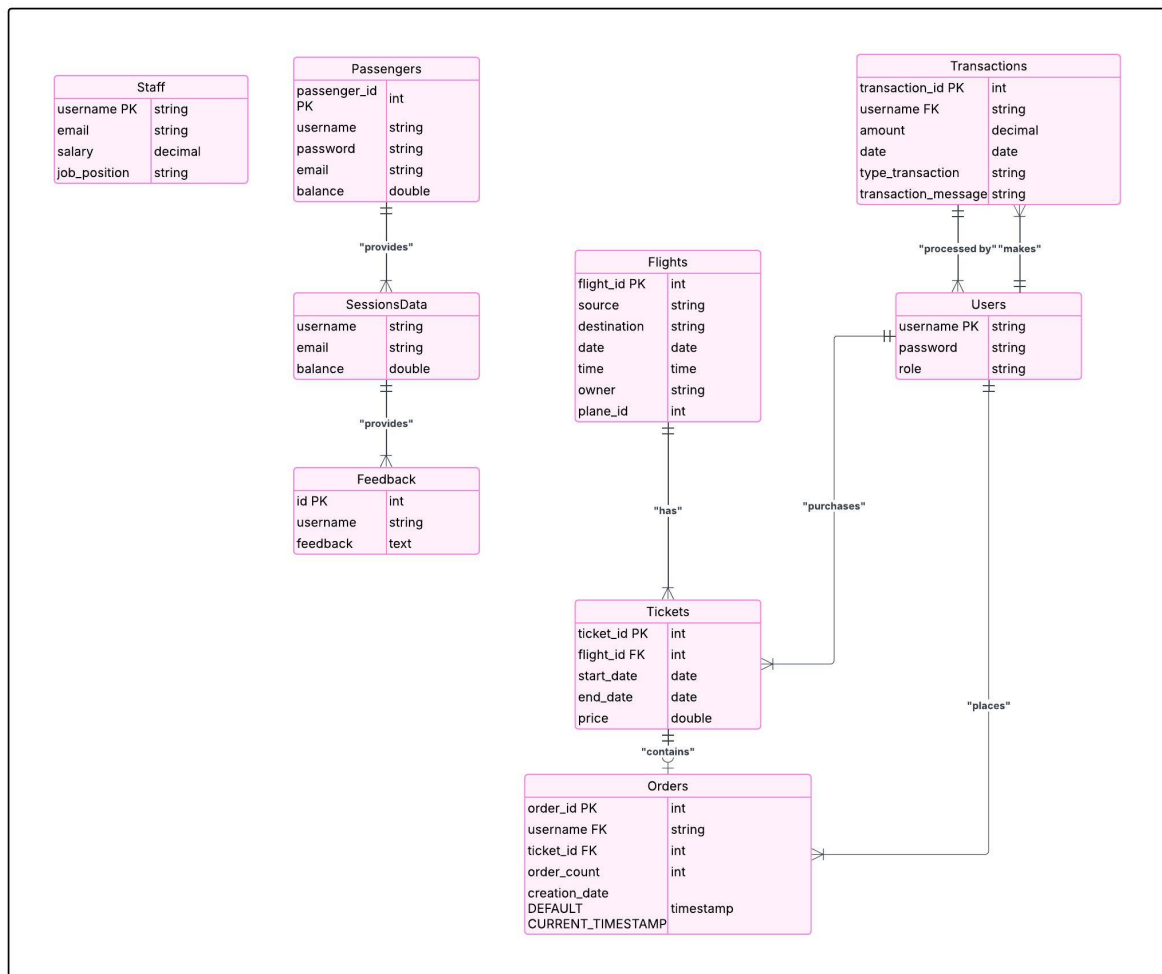 Staff
username PK string
email string
salary decimal
job_position string
Passengers
passenger_id
PK
int
username string
password string
email string
balance double
"provides"
SessionsData
username string
email string
balance double
"provides"
Feedback
id PK int
username string
feedback text
Flights
flight_id PK int
source string
destination string
date date
time time
owner string
plane_id int
"has"
Tickets
ticket_id PK int
flight_id FK int
start_date date
end_date date
price double
"contains"
Orders
order_id PK int
username FK string
ticket_id FK int
order_count int
creation_date
DEFAULT timestamp
CURRENT_TIMESTAMP
Transactions
transaction_id PK int
username FK string
amount decimal
date date
type_transaction string
transaction_message string
"processed by" "makes"
Users
username PK string
password string
role string
"purchases"
"places"